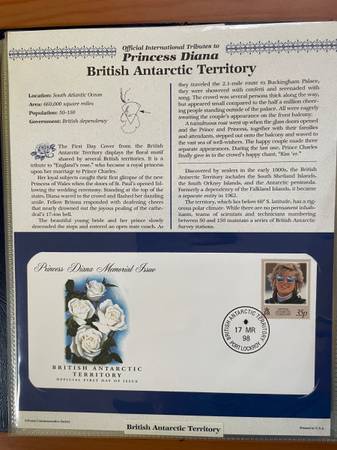 Official International Tributes to
Princess Diana
British Antarctic Territory
Location: South Atlantic Ocean
Area: 660,000 square miles
Population: 50-150
Government: British dependency
The First Day Cover from the British
Antarctic Territory displays the floral motif
shared by several British territories. It is a
tribute to "England's rose," who became a royal princess
upon her marriage to Prince Charles.
Her loyal subjects caught their first glimpse of the new
Princess of Wales when the doors of St. Paul's opened fol-
lowing the wedding ceremony. Standing at the top of the
stairs, Diana waved to the crowd and flashed her dazzling
smile. Fellow Britons responded with deafening cheers
that nearly drowned out the joyous pealing of the cathe-
dral's 17-ton bell.
The beautiful young bride and her prince slowly
descended the steps and entered an open state coach. As
they traveled the 2.1-mile route to Buckingham Palace,
they were showered with confetti and serenaded with
song. The crowd was several persons thick along the way,
but appeared small compared to the half a million cheer-
ing people standing outside of the palace. All were eagerly
awaiting the couple's appearance on the front balcony.
A tumultuous roar went up when the glass doors opened
and the Prince and Princess, together with their families
and attendants, stepped out onto the balcony and waved to
the vast sea of well-wishers. The happy couple made three
separate appearances. During the last one, Prince Charles
finally gave in to the crowd's happy chant, "Kiss 'er."
Discovered by sealers in the early 1800s, the British
Antarctic Territory includes the South Shetland Islands,
the South Orkney Islands, and the Antarctic peninsula.
Formerly a dependency of the Falkland Islands, it became
a separate entity in 1962.
The territory, which lies below 60° S. latitude, has a rig-
orous polar climate. While there are no permanent inhab-
itants, teams of scientists and technicians numbering
between 50 and 150 maintain a series of British Antarctic
Survey stations.
Princess Diana Memorial Issue
BRITISH ANTARCTIC
TERRITORY
OFFICIAL FIRST DAY OF ISSUE
BRITISH ANTARCTIC TERRITORY
17 MR
98
PORT LOCKROY
35p
British Antarctic Territory
Printed in U.S.A.